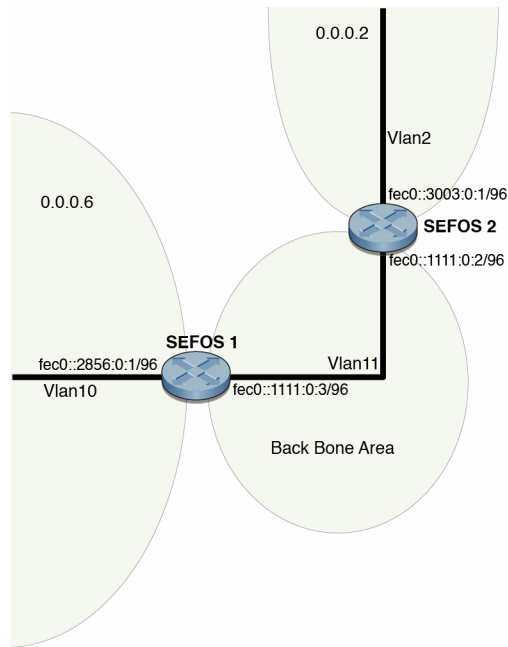 0.0.0.2
Vlan2
0.0.0.6
fec0::3003:0:1/96
SEFOS 2
fec0::1111:0:2/96
SEFOS 1
fec0::2856:0:1/96
Vlan11
Vlan10
fec0::1111:0:3/96
Back Bone Area